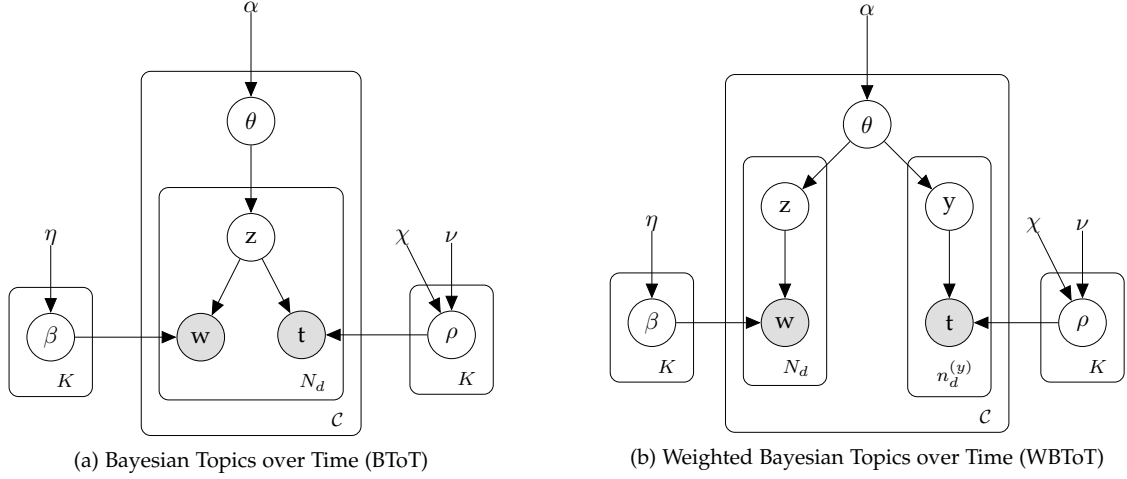 α
θ
z
η
χ
ν
β
w
t
ρ
K
N_d
K
𝒞
(a) Bayesian Topics over Time (BToT)
α
θ
z
y
η
χ
ν
β
w
t
ρ
K
N_d
n_d^{(y)}
K
𝒞
(b) Weighted Bayesian Topics over Time (WBToT)